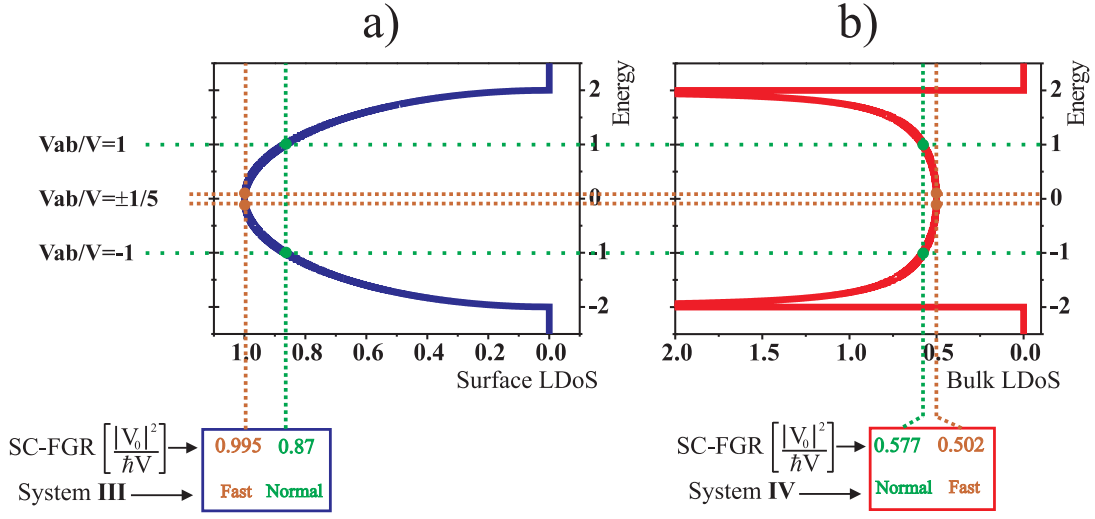 a)
b)
2
1
0
-1
-2
Energy
2
1
0
-1
-2
Energy
Vab/V=1
Vab/V=±1/5
Vab/V=-1
1.0 0.8 0.6 0.4 0.2 0.0
Surface LDoS
2.0 1.5 1.0 0.5 0.0
Bulk LDoS
SC-FGR [|V₀|²/ħV] 0.995 0.87
System III Fast Normal
SC-FGR [|V₀|²/ħV] 0.577 0.502
System IV Normal Fast